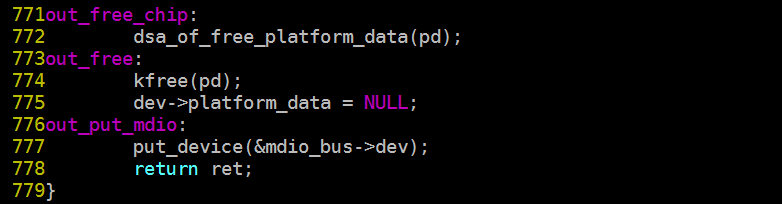 771out_free_chip:
772        dsa_of_free_platform_data(pd);
773out_free:
774        kfree(pd);
775        dev->platform_data = NULL;
776out_put_mdio:
777        put_device(&mdio_bus->dev);
778        return ret;
779}